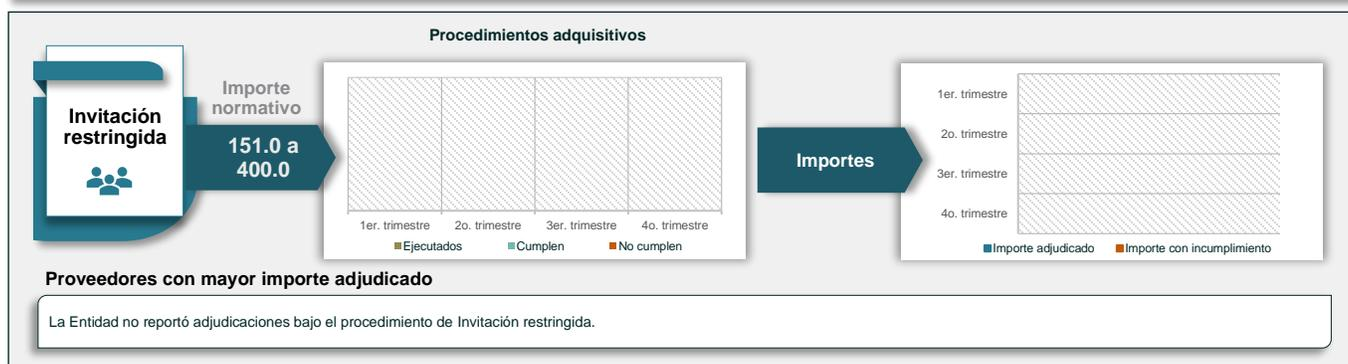 Procedimientos adquisitivos
Invitación
restringida
Importe
normativo
151.0 a
400.0
1er. trimestre
2o. trimestre
3er. trimestre
4o. trimestre
Ejecutados
Cumplen
No cumplen
Importes
1er. trimestre
2o. trimestre
3er. trimestre
4o. trimestre
Importe adjudicado
Importe con incumplimiento
Proveedores con mayor importe adjudicado
La Entidad no reportó adjudicaciones bajo el procedimiento de Invitación restringida.